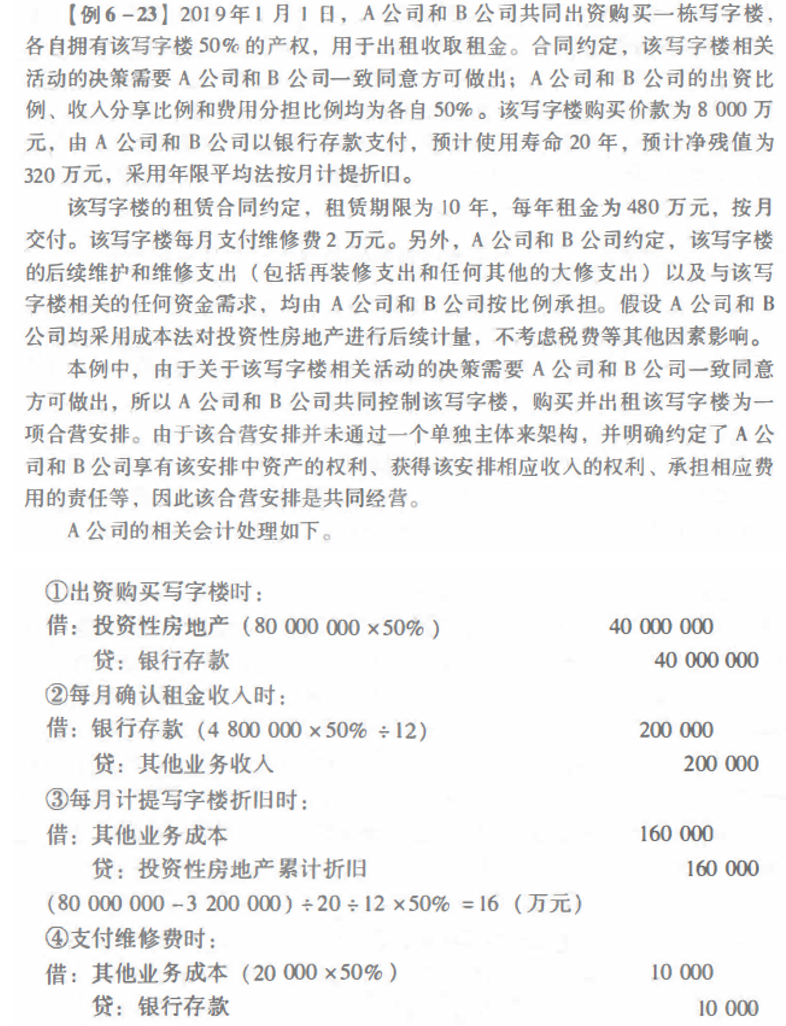 【例6-23】2019年1月1日，A公司和B公司共同出资购买一栋写字楼，
各自拥有该写字楼50%的产权，用于出租收取租金。合同约定，该写字楼相关
活动的决策需要A公司和B公司一致同意方可做出；A公司和B公司的出资比
例、收入分享比例和费用分担比例均为各自50%。该写字楼购买价款为8 000万
元，由A公司和B公司以银行存款支付，预计使用寿命20年，预计净残值为
320万元，采用年限平均法按月计提折旧。
该写字楼的租赁合同约定，租赁期限为10年，每年租金为480万元，按月
交付。该写字楼每月支付维修费2万元。另外，A公司和B公司约定，该写字楼
的后续维护和维修支出（包括再装修支出和任何其他的大修支出）以及与该写
字楼相关的任何资金需求，均由A公司和B公司按比例承担。假设A公司和B
公司均采用成本法对投资性房地产进行后续计量，不考虑税费等其他因素影响。
本例中，由于关于该写字楼相关活动的决策需要A公司和B公司一致同意
方可做出，所以A公司和B公司共同控制该写字楼，购买并出租该写字楼为一
项合营安排。由于该合营安排并未通过一个单独主体来架构，并明确约定了A公
司和B公司享有该安排中资产的权利、获得该安排相应收入的权利、承担相应费
用的责任等，因此该合营安排是共同经营。
A公司的相关会计处理如下。
①出资购买写字楼时：
借：投资性房地产（80 000 000×50%） 40 000 000
贷：银行存款 40 000 000
②每月确认租金收入时：
借：银行存款（4 800 000×50%÷12） 200 000
贷：其他业务收入 200 000
③每月计提写字楼折旧时：
借：其他业务成本 160 000
贷：投资性房地产累计折旧 160 000
（80 000 000-3 200 000）÷20÷12×50%=16（万元）
④支付维修费时：
借：其他业务成本（20 000×50%） 10 000
贷：银行存款 10 000